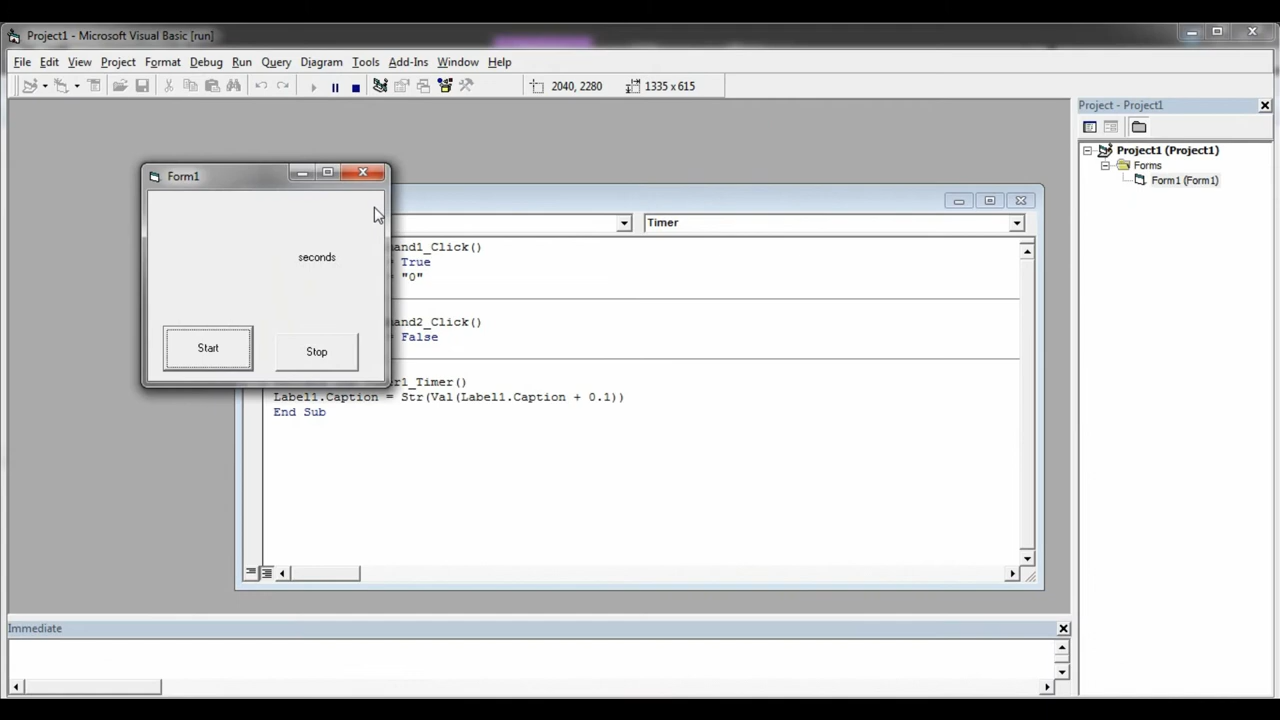 Project1 - Microsoft Visual Basic [run]
File Edit View Project Format Debug Run Query Diagram Tools Add-Ins Window Help
2040, 2280 1335 x 615
Project - Project1
Project1 (Project1)
Forms
Form1 (Form1)
Form1
seconds
Start
Stop
Timer
and1_Click()
True
"0"
and2_Click()
= False
er1_Timer()
Label1.Caption = Str(Val(Label1.Caption + 0.1))
End Sub
Immediate